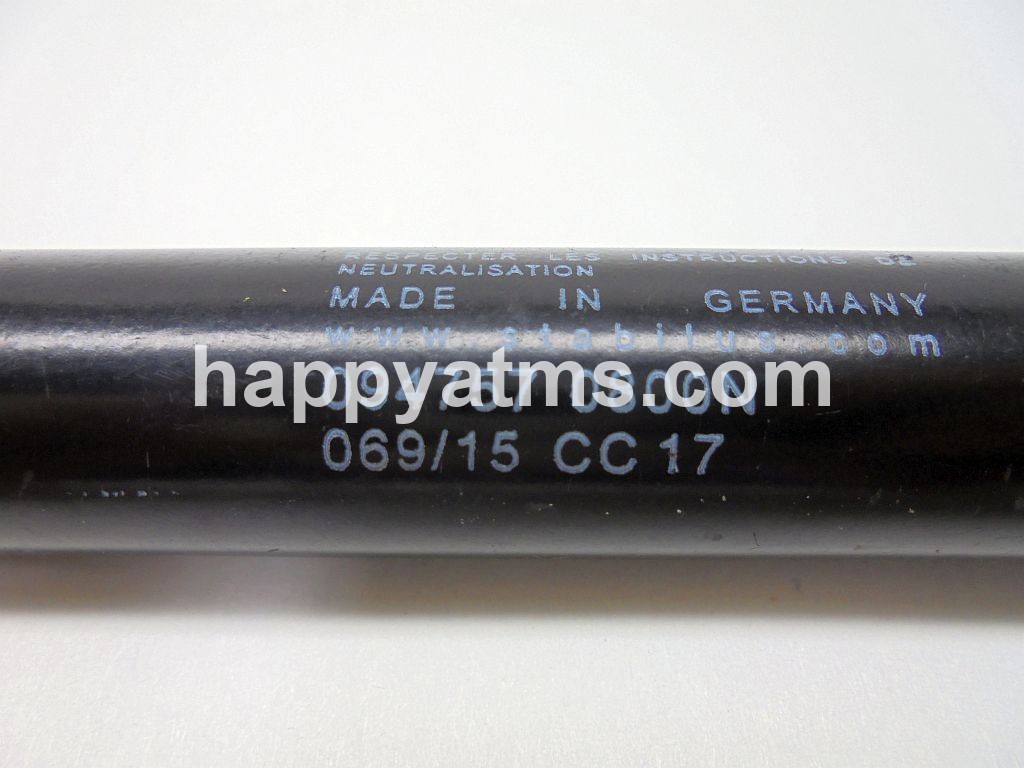 RESPECTER LES INSTRUCTIONS DE
NEUTRALISATION
MADE IN GERMANY
www.stabilus.com
happyatms.com
069/15 CC 17